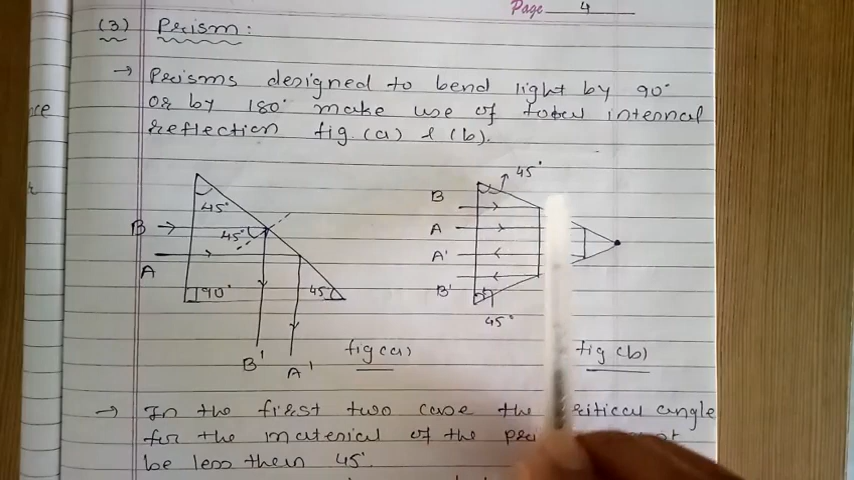 Page 4
(3) Prism:
→ Prisms designed to bend light by 90°
or by 180° make use of total internal
reflection fig.(a) & (b).
45°
B
45°
A
90°
45°
B'
A'
fig(a)
45°
B
A
A'
B'
45°
fig(b)
→ In the first two case the critical angle
for the material of the
be less then 45°.